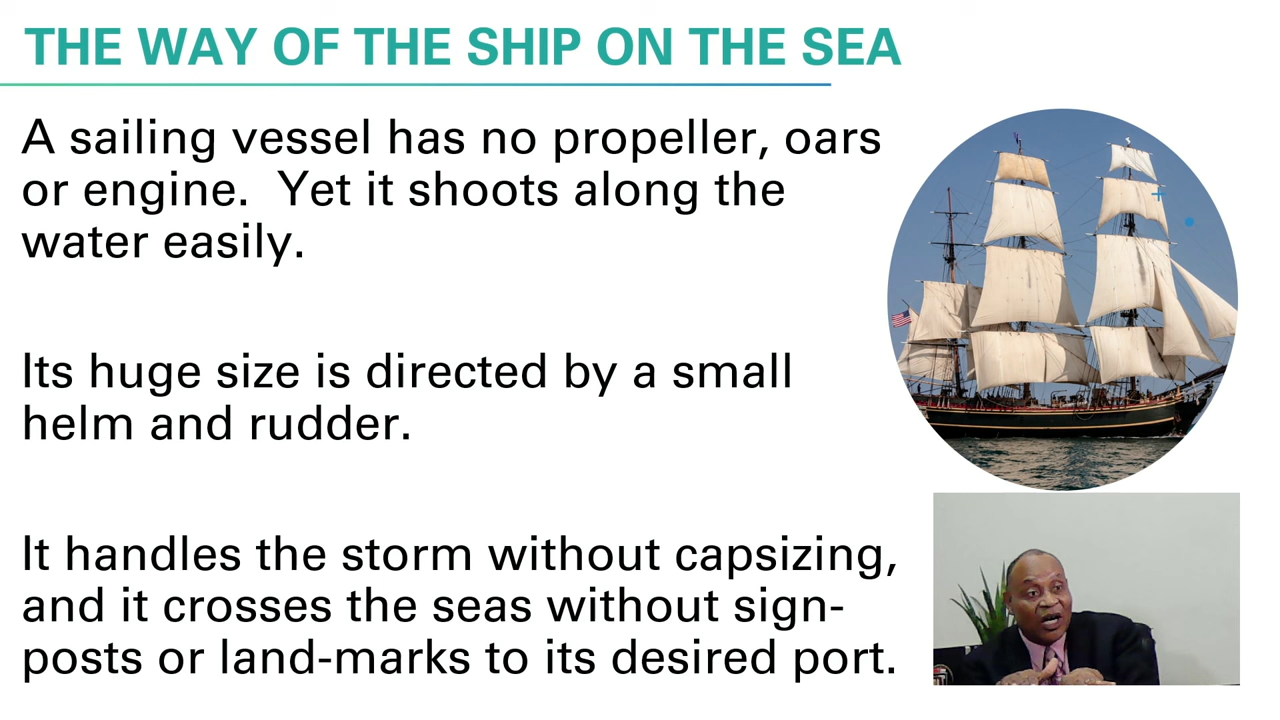 THE WAY OF THE SHIP ON THE SEA
A sailing vessel has no propeller, oars
or engine.  Yet it shoots along the
water easily.
Its huge size is directed by a small
helm and rudder.
It handles the storm without capsizing,
and it crosses the seas without sign-
posts or land-marks to its desired port.